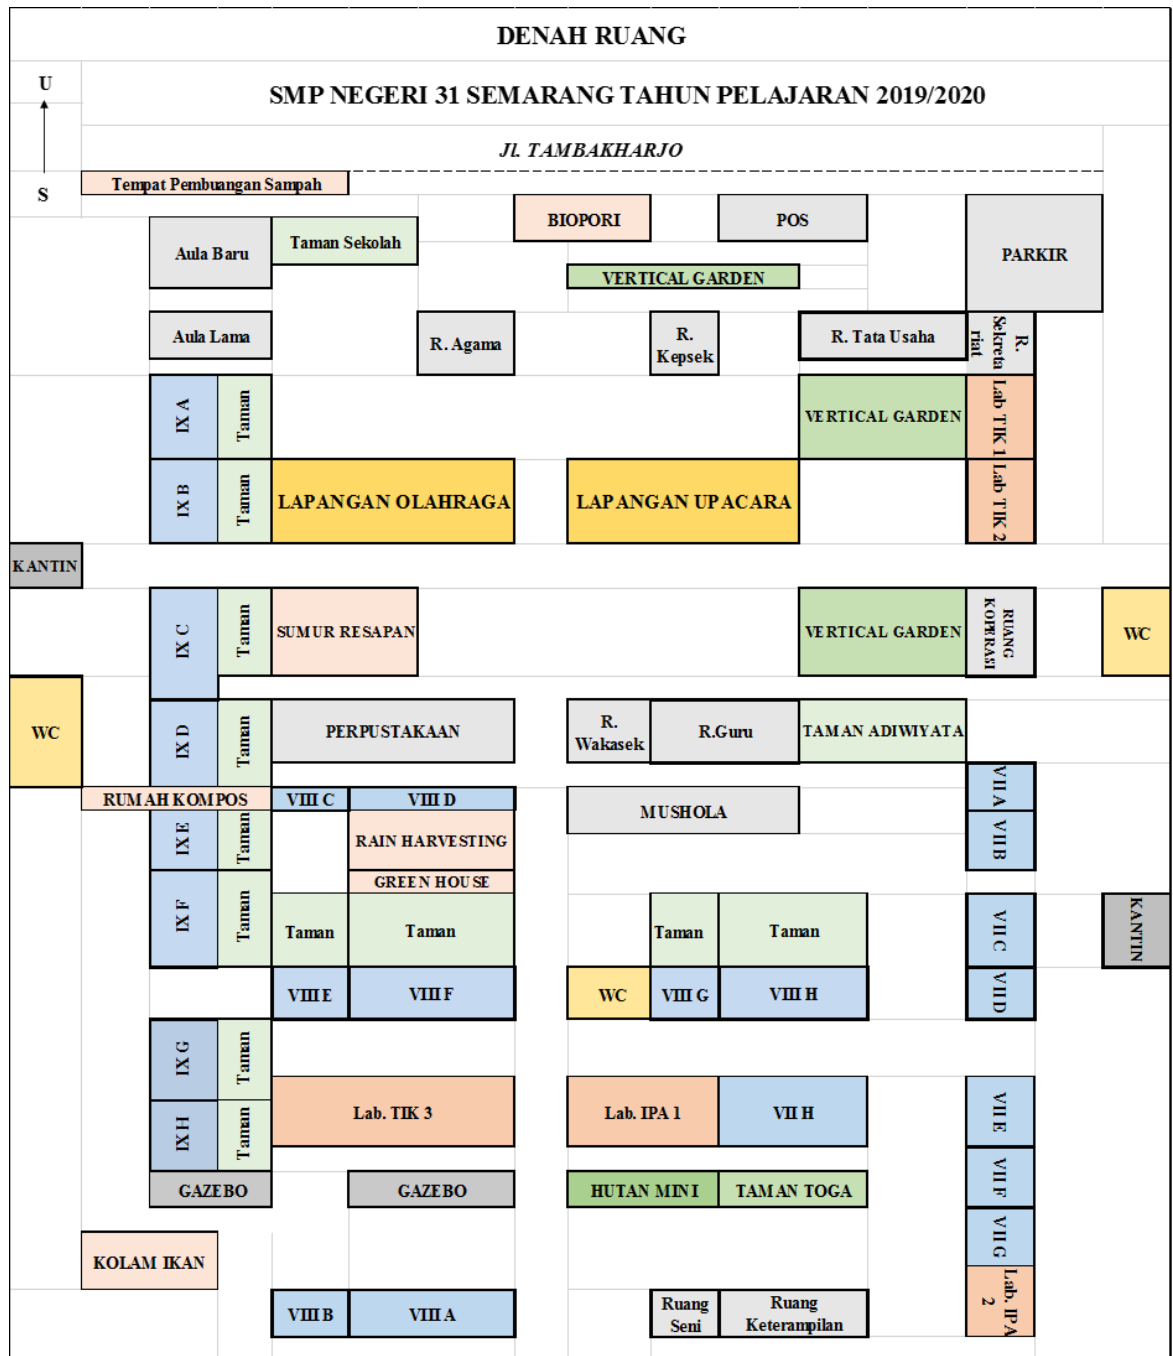 DENAH RUANG
U
SMP NEGERI 31 SEMARANG TAHUN PELAJARAN 2019/2020
Jl. TAMBAKHARJO
S
Tempat Pembuangan Sampah
BIOPORI
POS
Aula Baru
Taman Sekolah
PARKIR
VERTICAL GARDEN
Aula Lama
R. Agama
R.
Kepsek
R. Tata Usaha
R.
Sekreta
riat
IX A
Taman
VERTICAL GARDEN
Lab TIK 1
IX B
Taman
LAPANGAN OLAHRAGA
LAPANGAN UPACARA
Lab TIK 2
KANTIN
IX C
Taman
SUMUR RESAPAN
VERTICAL GARDEN
RUANG
KOPERASI
WC
WC
IX D
Taman
PERPUSTAKAAN
R.
Wakasek
R.Guru
TAMAN ADIWIYATA
VII A
RUMAH KOMPOS
VIII C
VIII D
MUSHOLA
IX E
Taman
RAIN HARVESTING
VII B
GREEN HOUSE
IX F
Taman
Taman
Taman
Taman
Taman
VII C
KANTIN
VIII E
VIII F
WC
VIII G
VIII H
VII D
IX G
Taman
Lab. TIK 3
Lab. IPA 1
VII H
VII E
IX H
Taman
GAZEBO
GAZEBO
HUTAN MINI
TAMAN TOGA
VII F
VII G
KOLAM IKAN
Lab. IPA
2
VIII B
VIII A
Ruang
Seni
Ruang
Keterampilan